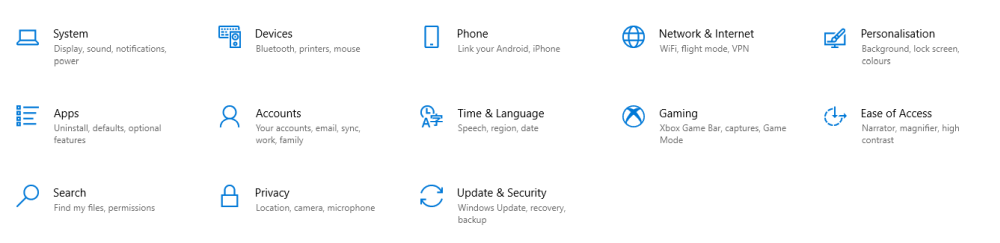 System
Display, sound, notifications,
power
Devices
Bluetooth, printers, mouse
Phone
Link your Android, iPhone
Network & Internet
WiFi, flight mode, VPN
Personalisation
Background, lock screen,
colours
Apps
Uninstall, defaults, optional
features
Accounts
Your accounts, email, sync,
work, family
Time & Language
Speech, region, date
Gaming
Xbox Game Bar, captures, Game
Mode
Ease of Access
Narrator, magnifier, high
contrast
Search
Find my files, permissions
Privacy
Location, camera, microphone
Update & Security
Windows Update, recovery,
backup